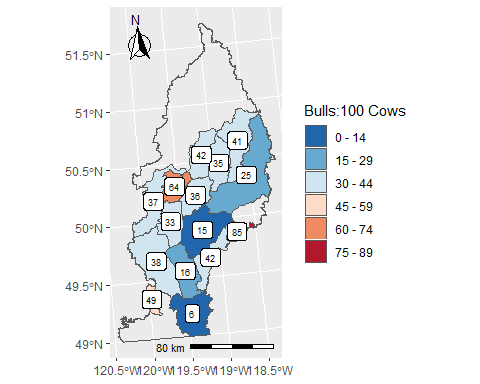 N
51.5°N
51°N
50.5°N
50°N
49.5°N
49°N
41
42
35
25
64
36
37
33
15
85
42
38
16
49
6
80 km
120.5°W
120°W
119.5°W
119°W
118.5°W
Bulls:100 Cows
0 - 14
15 - 29
30 - 44
45 - 59
60 - 74
75 - 89